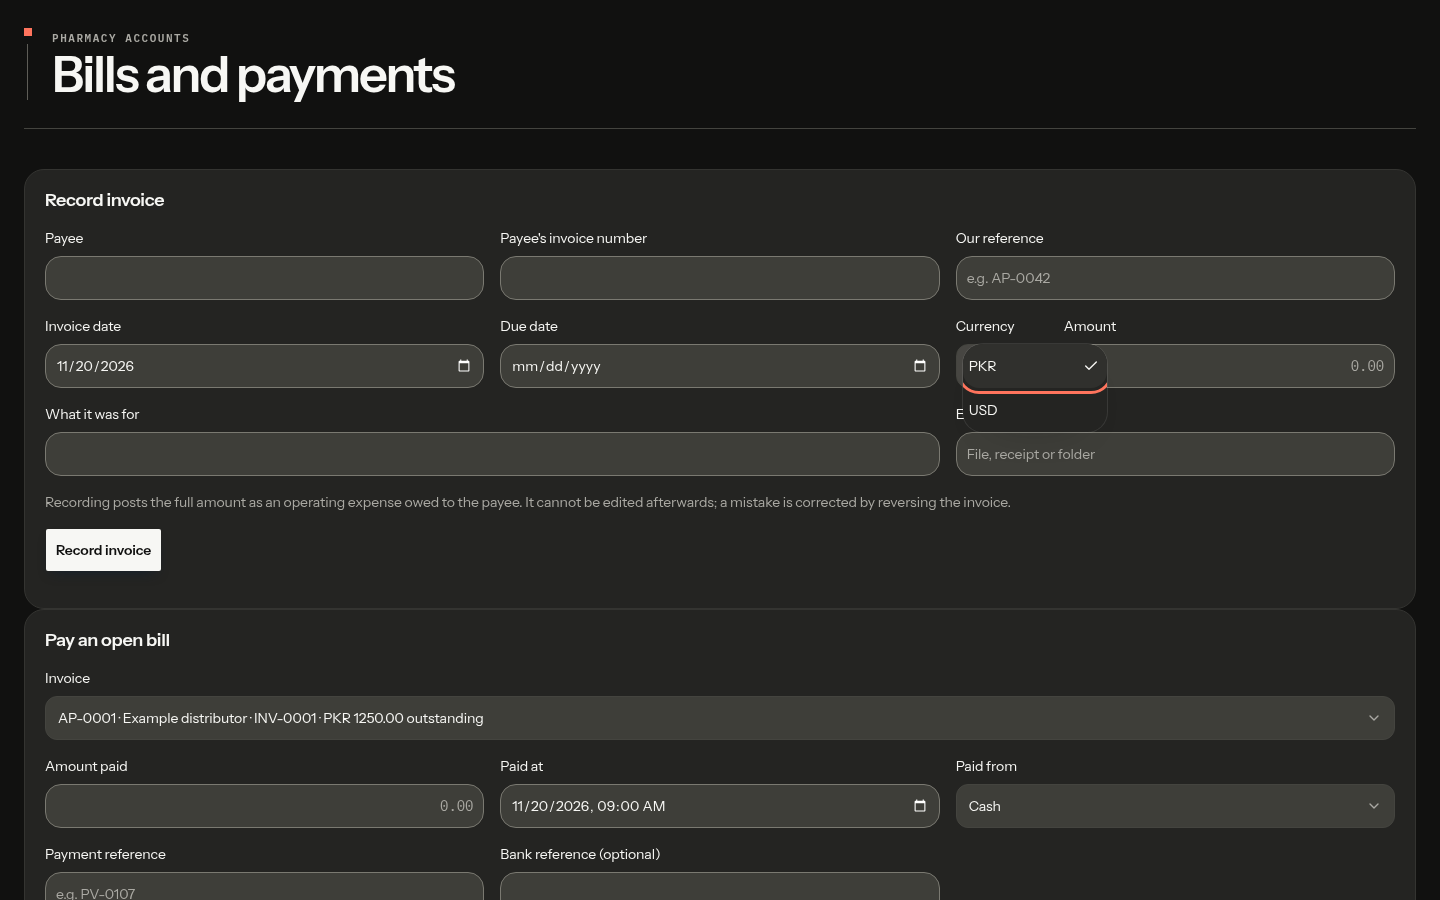 PHARMACY ACCOUNTS
Bills and payments
Record invoice
Payee
Payee's invoice number
Our reference
e.g. AP-0042
Invoice date
Due date
Currency
Amount
11/20/2026
mm/dd/yyyy
PKR
0.00
What it was for
USD
File, receipt or folder
Recording posts the full amount as an operating expense owed to the payee. It cannot be edited afterwards; a mistake is corrected by reversing the invoice.
Record invoice
Pay an open bill
Invoice
AP-0001 · Example distributor · INV-0001 · PKR 1250.00 outstanding
Amount paid
Paid at
Paid from
0.00
11/20/2026, 09:00 AM
Cash
Payment reference
Bank reference (optional)
e.g. PV-0107